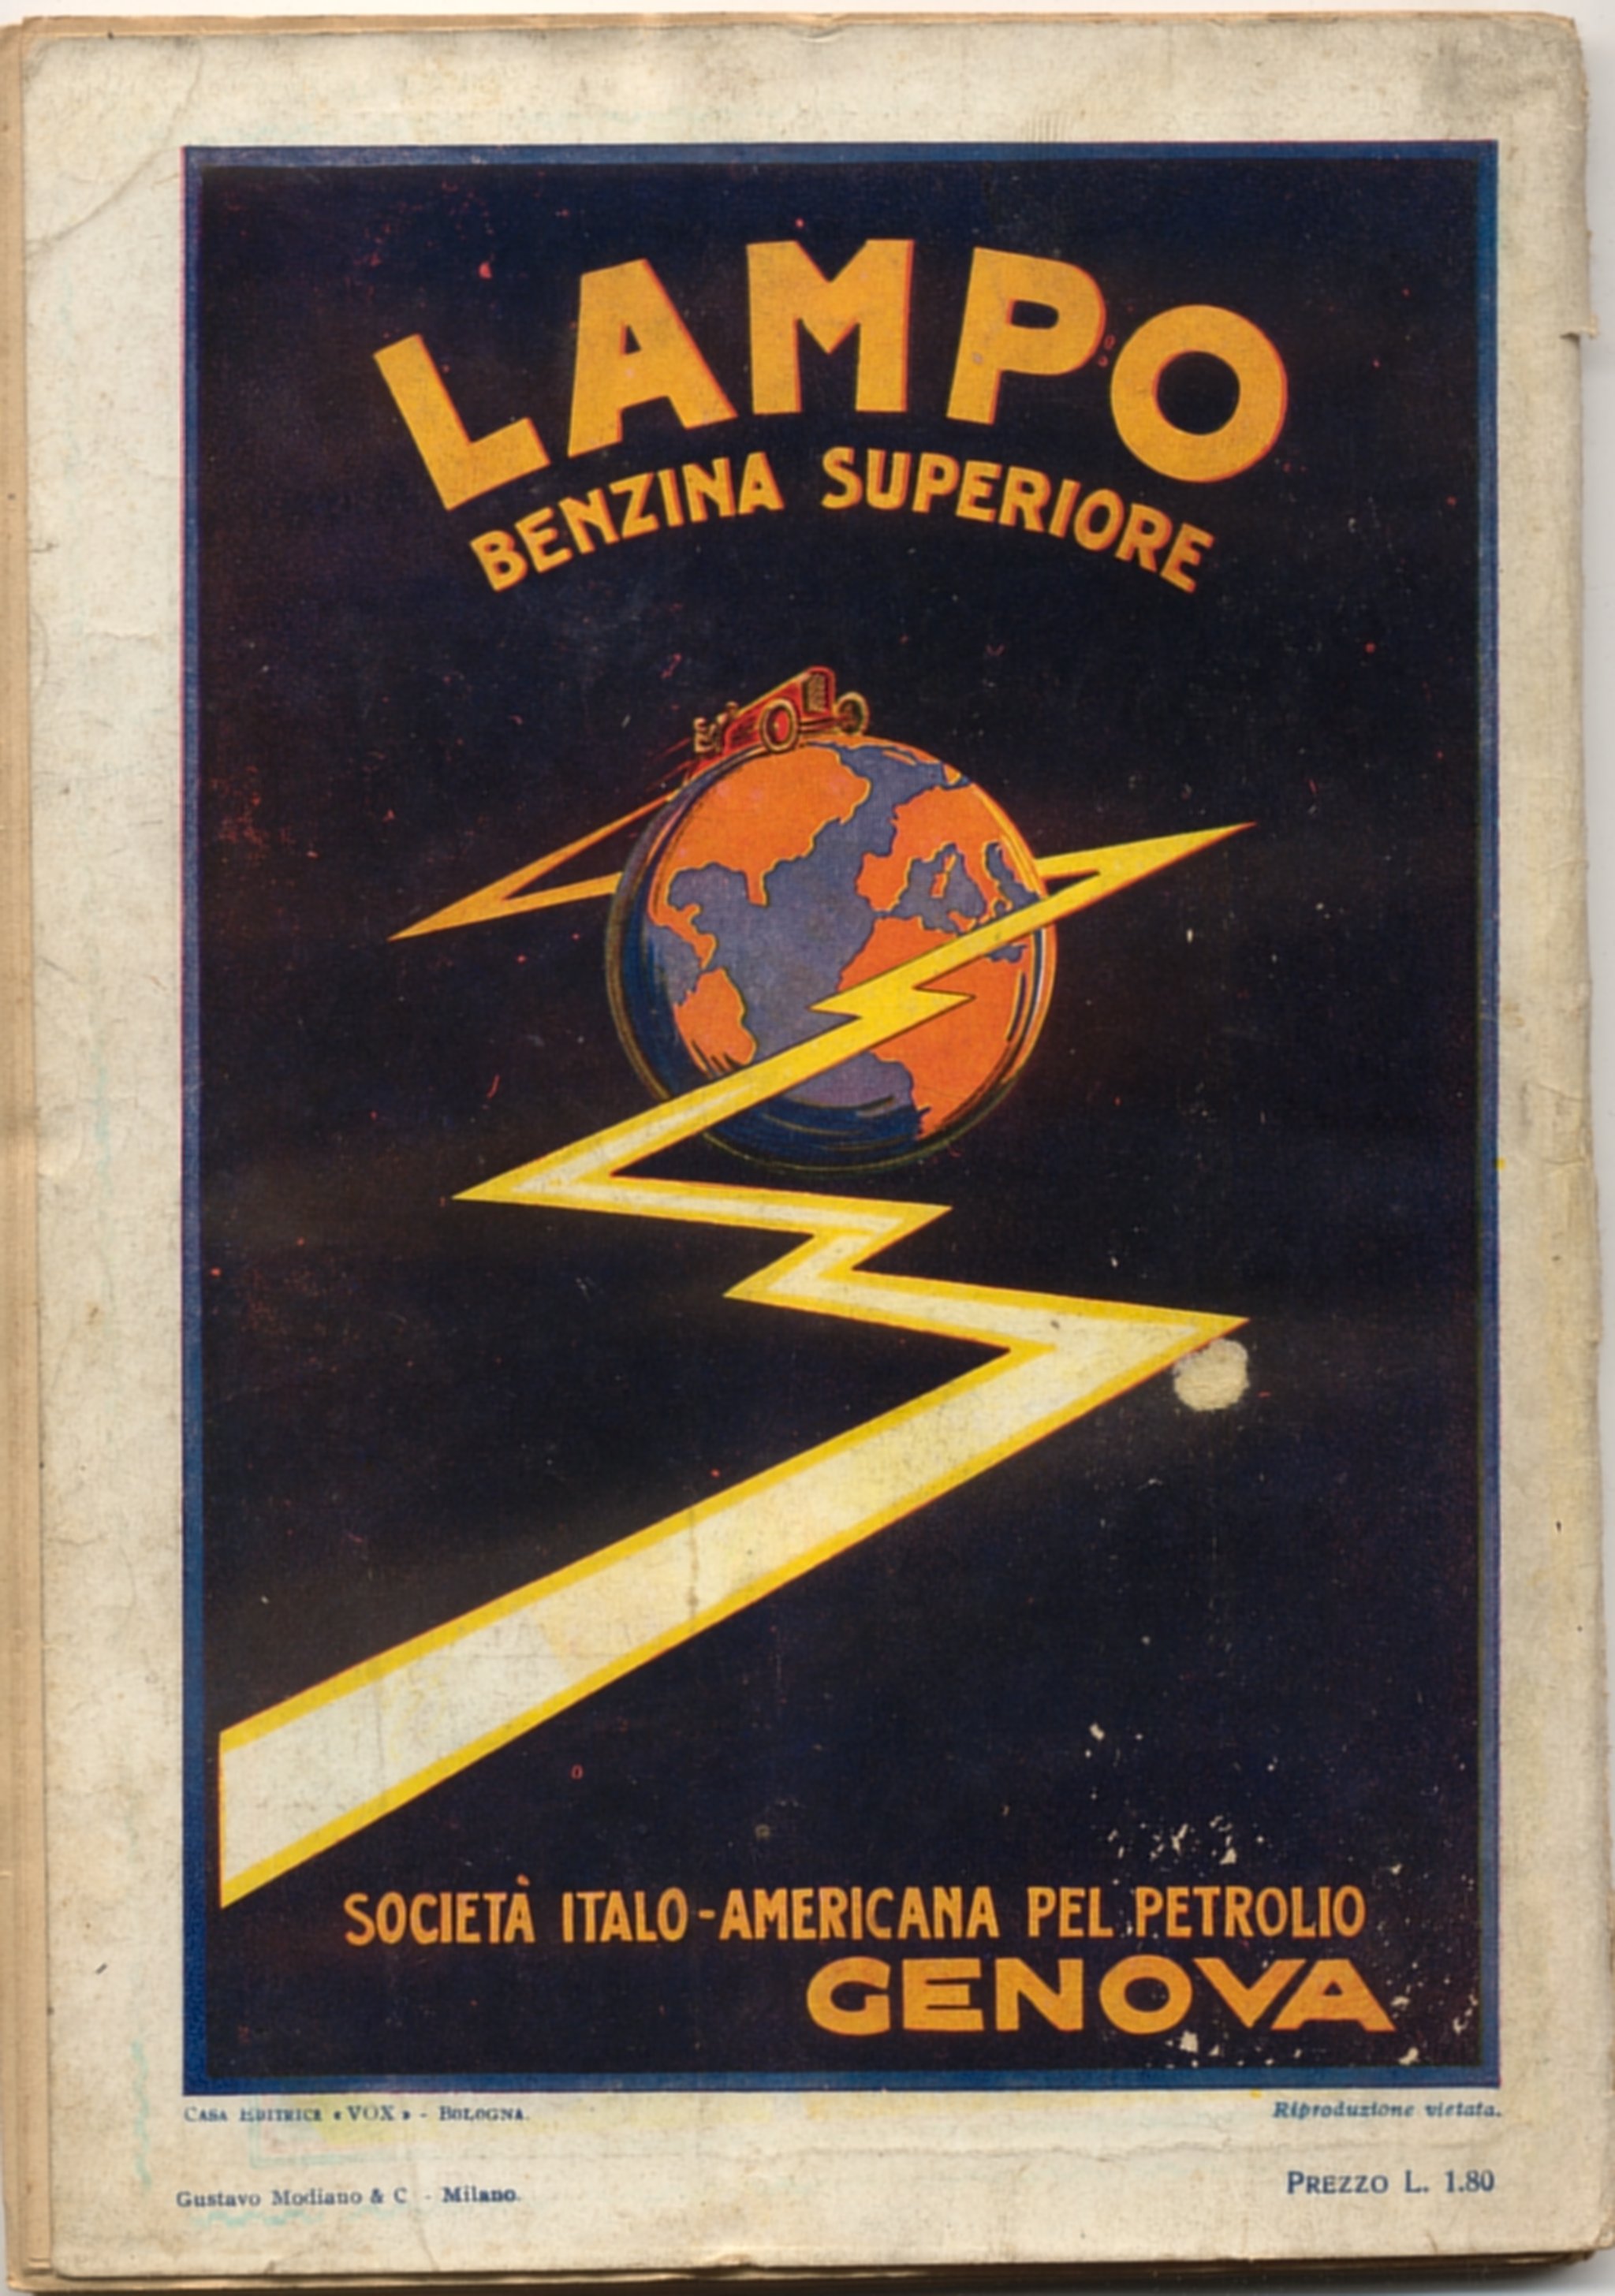 LAMPO
BENZINA SUPERIORE
SOCIETÀ ITALO-AMERICANA PEL PETROLIO
GENOVA
CASA EDITRICE « VOX » - BOLOGNA.
Riproduzione vietata.
Gustavo Modiano & C - Milano.
PREZZO L. 1.80